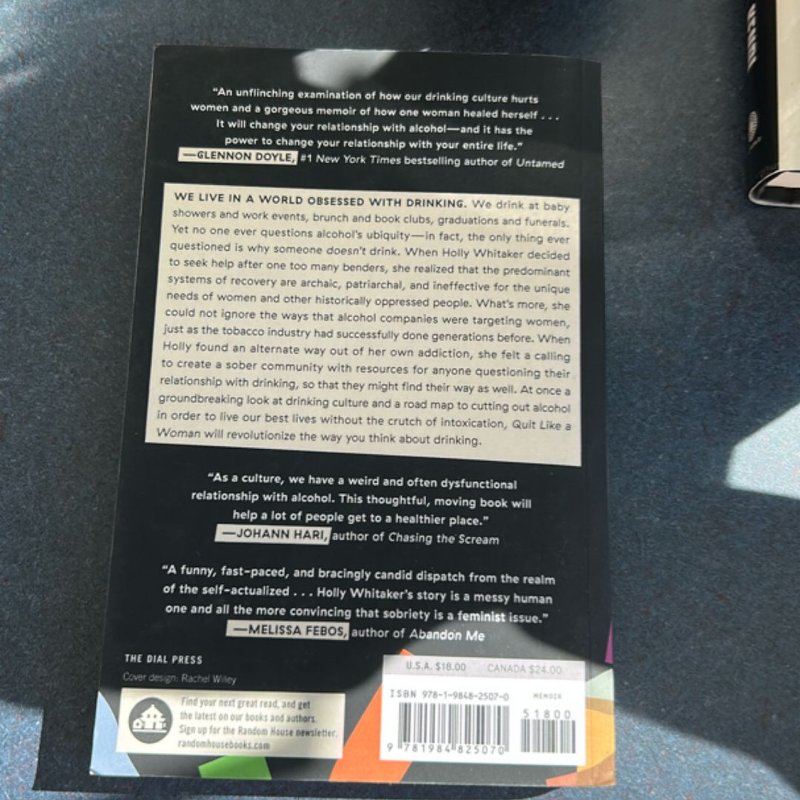 "An unflinching examination of how our drinking culture hurts
women and a gorgeous memoir of how one woman healed herself . . .
It will change your relationship with alcohol—and it has the
power to change your relationship with your entire life."
—GLENNON DOYLE, #1 New York Times bestselling author of Untamed
WE LIVE IN A WORLD OBSESSED WITH DRINKING. We drink at baby
showers and work events, brunch and book clubs, graduations and funerals.
Yet no one ever questions alcohol's ubiquity—in fact, the only thing ever
questioned is why someone doesn't drink. When Holly Whitaker decided
to seek help after one too many benders, she realized that the predominant
systems of recovery are archaic, patriarchal, and ineffective for the unique
needs of women and other historically oppressed people. What's more, she
could not ignore the ways that alcohol companies were targeting women,
just as the tobacco industry had successfully done generations before. When
Holly found an alternate way out of her own addiction, she felt a calling
to create a sober community with resources for anyone questioning their
relationship with drinking, so that they might find their way as well. At once a
groundbreaking look at drinking culture and a road map to cutting out alcohol
in order to live our best lives without the crutch of intoxication, Quit Like a
Woman will revolutionize the way you think about drinking.
"As a culture, we have a weird and often dysfunctional
relationship with alcohol. This thoughtful, moving book will
help a lot of people get to a healthier place."
—JOHANN HARI, author of Chasing the Scream
"A funny, fast-paced, and bracingly candid dispatch from the realm
of the self-actualized . . . Holly Whitaker's story is a messy human
one and all the more convincing that sobriety is a feminist issue."
—MELISSA FEBOS, author of Abandon Me
THE DIAL PRESS
Cover design: Rachel Willey
Find your next great read, and get
the latest on our books and authors.
Sign up for the Random House newsletter.
randomhousebooks.com
U.S.A. $18.00 CANADA $24.00
ISBN 978-1-9848-2507-0 MEMOIR
51800
9 781984 825070